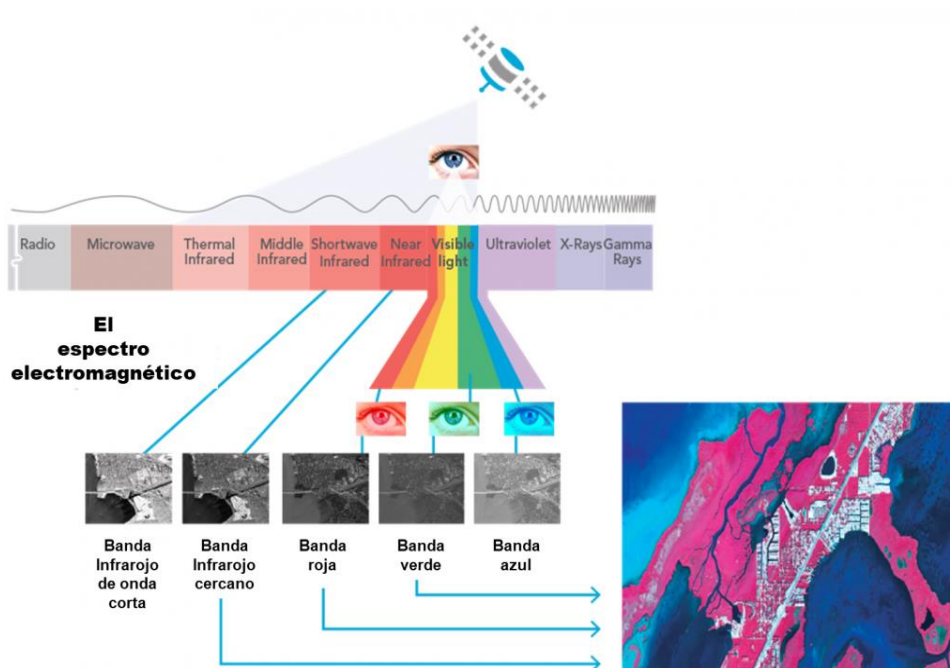 Radio
Microwave
Thermal
Infrared
Middle
Infrared
Shortwave
Infrared
Near
Infrared
Visible
light
Ultraviolet
X-Rays
Gamma
Rays
El
espectro
electromagnético
Banda
Infrarojo
de onda
corta
Banda
Infrarojo
cercano
Banda
roja
Banda
verde
Banda
azul